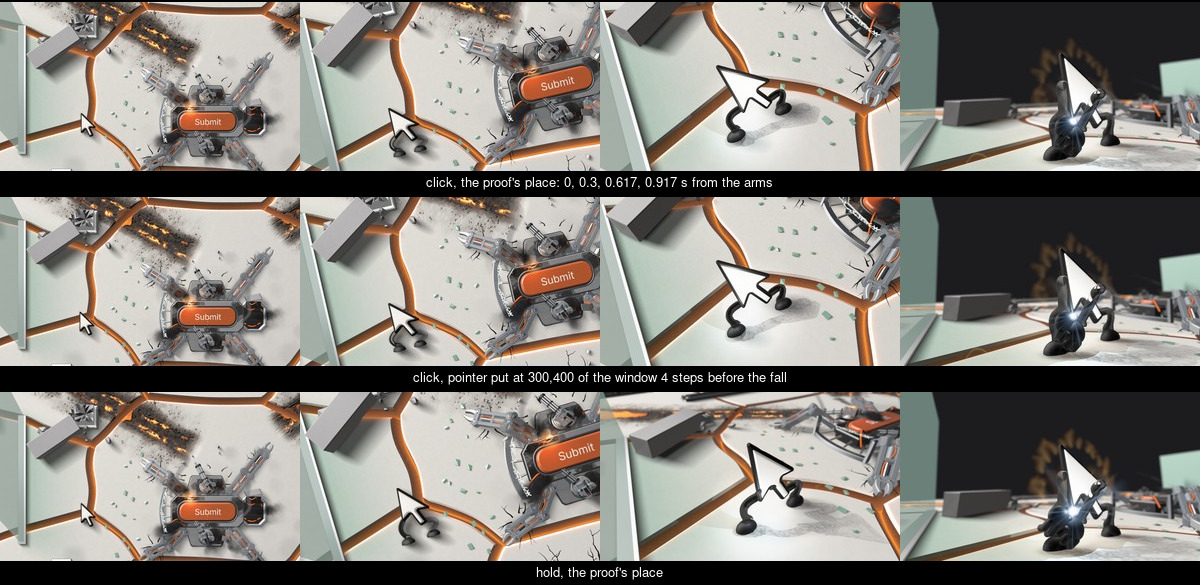 Submit
Submit
click, the proof's place: 0, 0.3, 0.617, 0.917 s from the arms
Submit
Submit
click, pointer put at 300,400 of the window 4 steps before the fall
Submit
Submit
hold, the proof's place